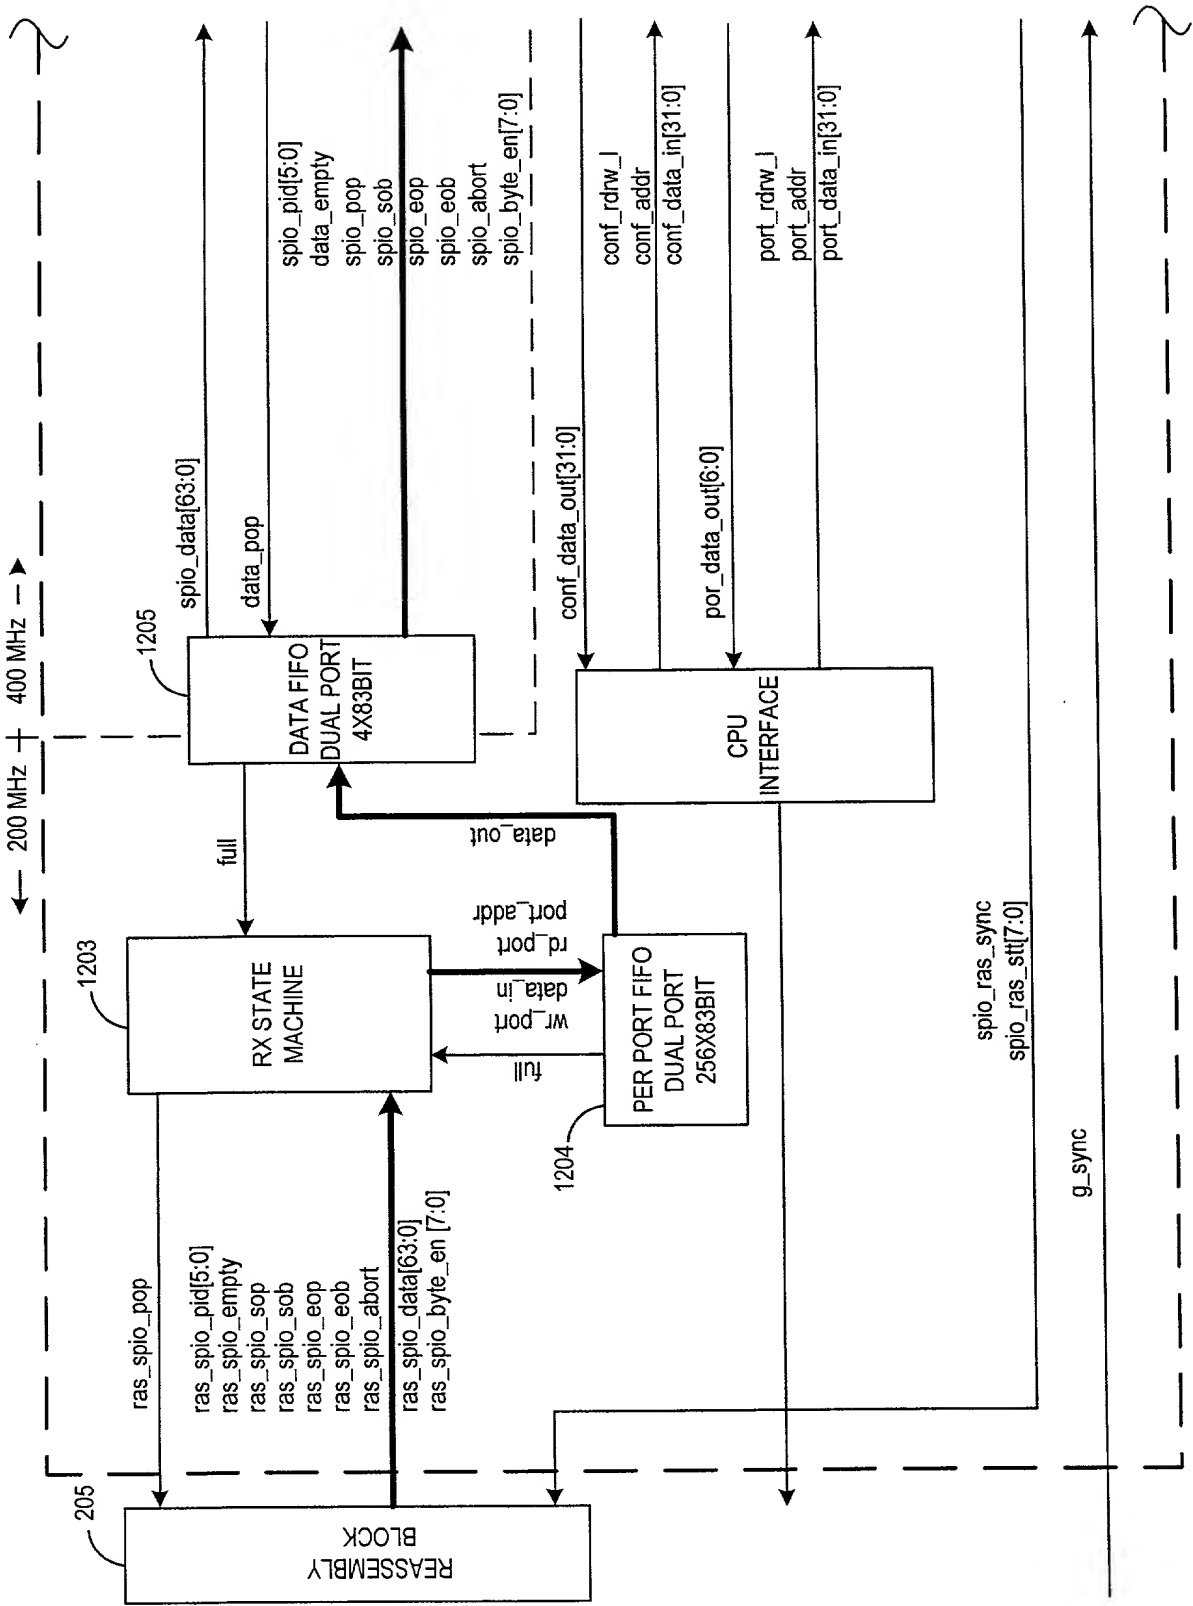 ← 200 MHz
400 MHz →
205
REASSEMBLY
BLOCK
ras_spio_pop
ras_spio_pid[5:0]
ras_spio_empty
ras_spio_sop
ras_spio_sob
ras_spio_eop
ras_spio_eob
ras_spio_abort
ras_spio_data[63:0]
ras_spio_byte_en [7:0]
1203
RX STATE
MACHINE
full
1204
PER PORT FIFO
DUAL PORT
256X83BIT
full
wr_port
data_in
rd_port
port_addr
data_out
1205
DATA FIFO
DUAL PORT
4X83BIT
spio_data[63:0]
data_pop
spio_pid[5:0]
data_empty
spio_pop
spio_sob
spio_eop
spio_eob
spio_abort
spio_byte_en[7:0]
CPU
INTERFACE
conf_data_out[31:0]
conf_rdrw_l
conf_addr
conf_data_in[31:0]
por_data_out[6:0]
port_rdrw_l
port_addr
port_data_in[31:0]
spio_ras_sync
spio_ras_stt[7:0]
g_sync